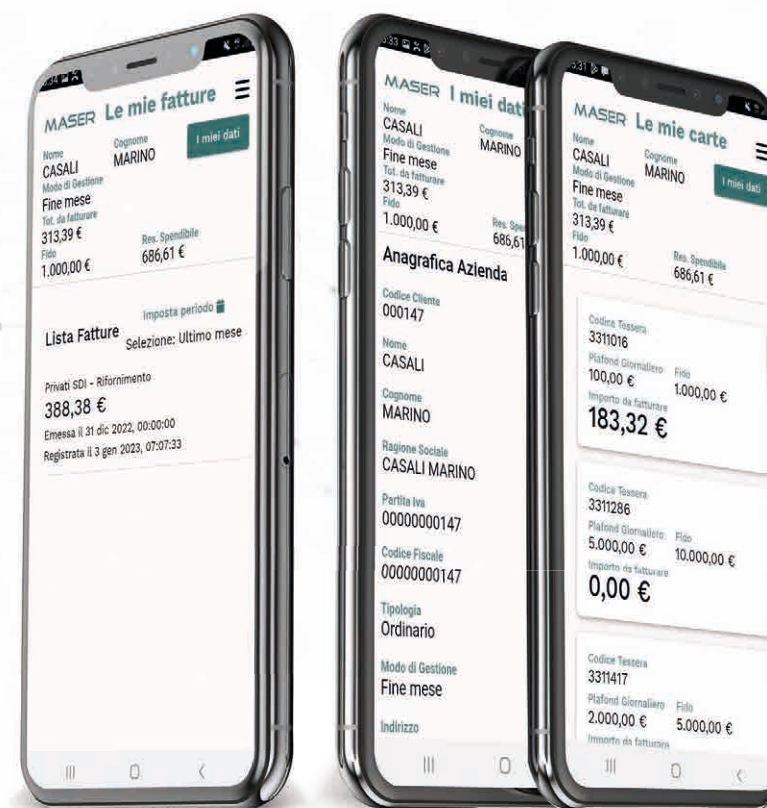 MASER Le mie fatture
Nome
CASALI
Cognome
MARINO
I miei dati
Modo di Gestione
Fine mese
Tot. da fatturare
313,39 €
Fido
1.000,00 €
Res. Spendibile
686,61 €
Imposta periodo
Lista Fatture
Selezione: Ultimo mese
Privati SDI - Rifornimento
388,38 €
Emessa il 31 dic 2022, 00:00:00
Registrata il 3 gen 2023, 07:07:33
MASER I miei dati
Nome
CASALI
Cognome
MARINO
Modo di Gestione
Fine mese
Tot. da fatturare
313,39 €
Fido
1.000,00 €
Res. Spe
686,61
Anagrafica Azienda
Codice Cliente
000147
Nome
CASALI
Cognome
MARINO
Ragione Sociale
CASALI MARINO
Partita Iva
00000000147
Codice Fiscale
00000000147
Tipologia
Ordinario
Modo di Gestione
Fine mese
Indirizzo
MASER Le mie carte
Nome
CASALI
Cognome
MARINO
I miei dati
Modo di Gestione
Fine mese
Tot. da fatturare
313,39 €
Fido
1.000,00 €
Res. Spendibile
686,61 €
Codice Tessera
3311016
Plafond Giornaliero
100,00 €
Fido
1.000,00 €
Importo da fatturare
183,32 €
Codice Tessera
3311286
Plafond Giornaliero
5.000,00 €
Fido
10.000,00 €
Importo da fatturare
0,00 €
Codice Tessera
3311417
Plafond Giornaliero
2.000,00 €
Fido
5.000,00 €
Importo da fatturare